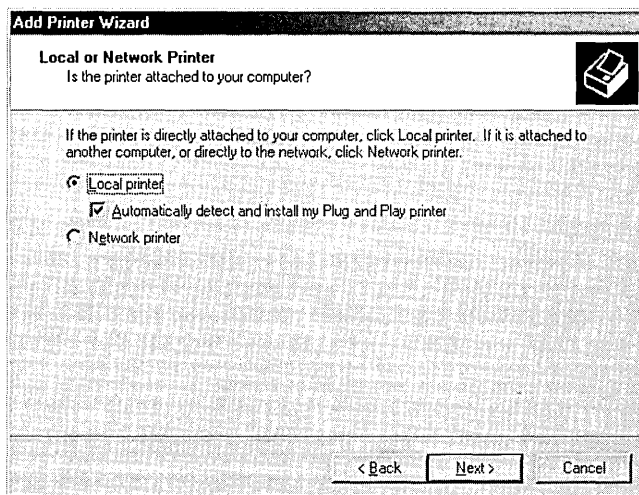 Add Printer Wizard
Local or Network Printer
Is the printer attached to your computer?
If the printer is directly attached to your computer, click Local printer. If it is attached to
another computer, or directly to the network, click Network printer.
Local printer
Automatically detect and install my Plug and Play printer
Network printer
< Back Next > Cancel